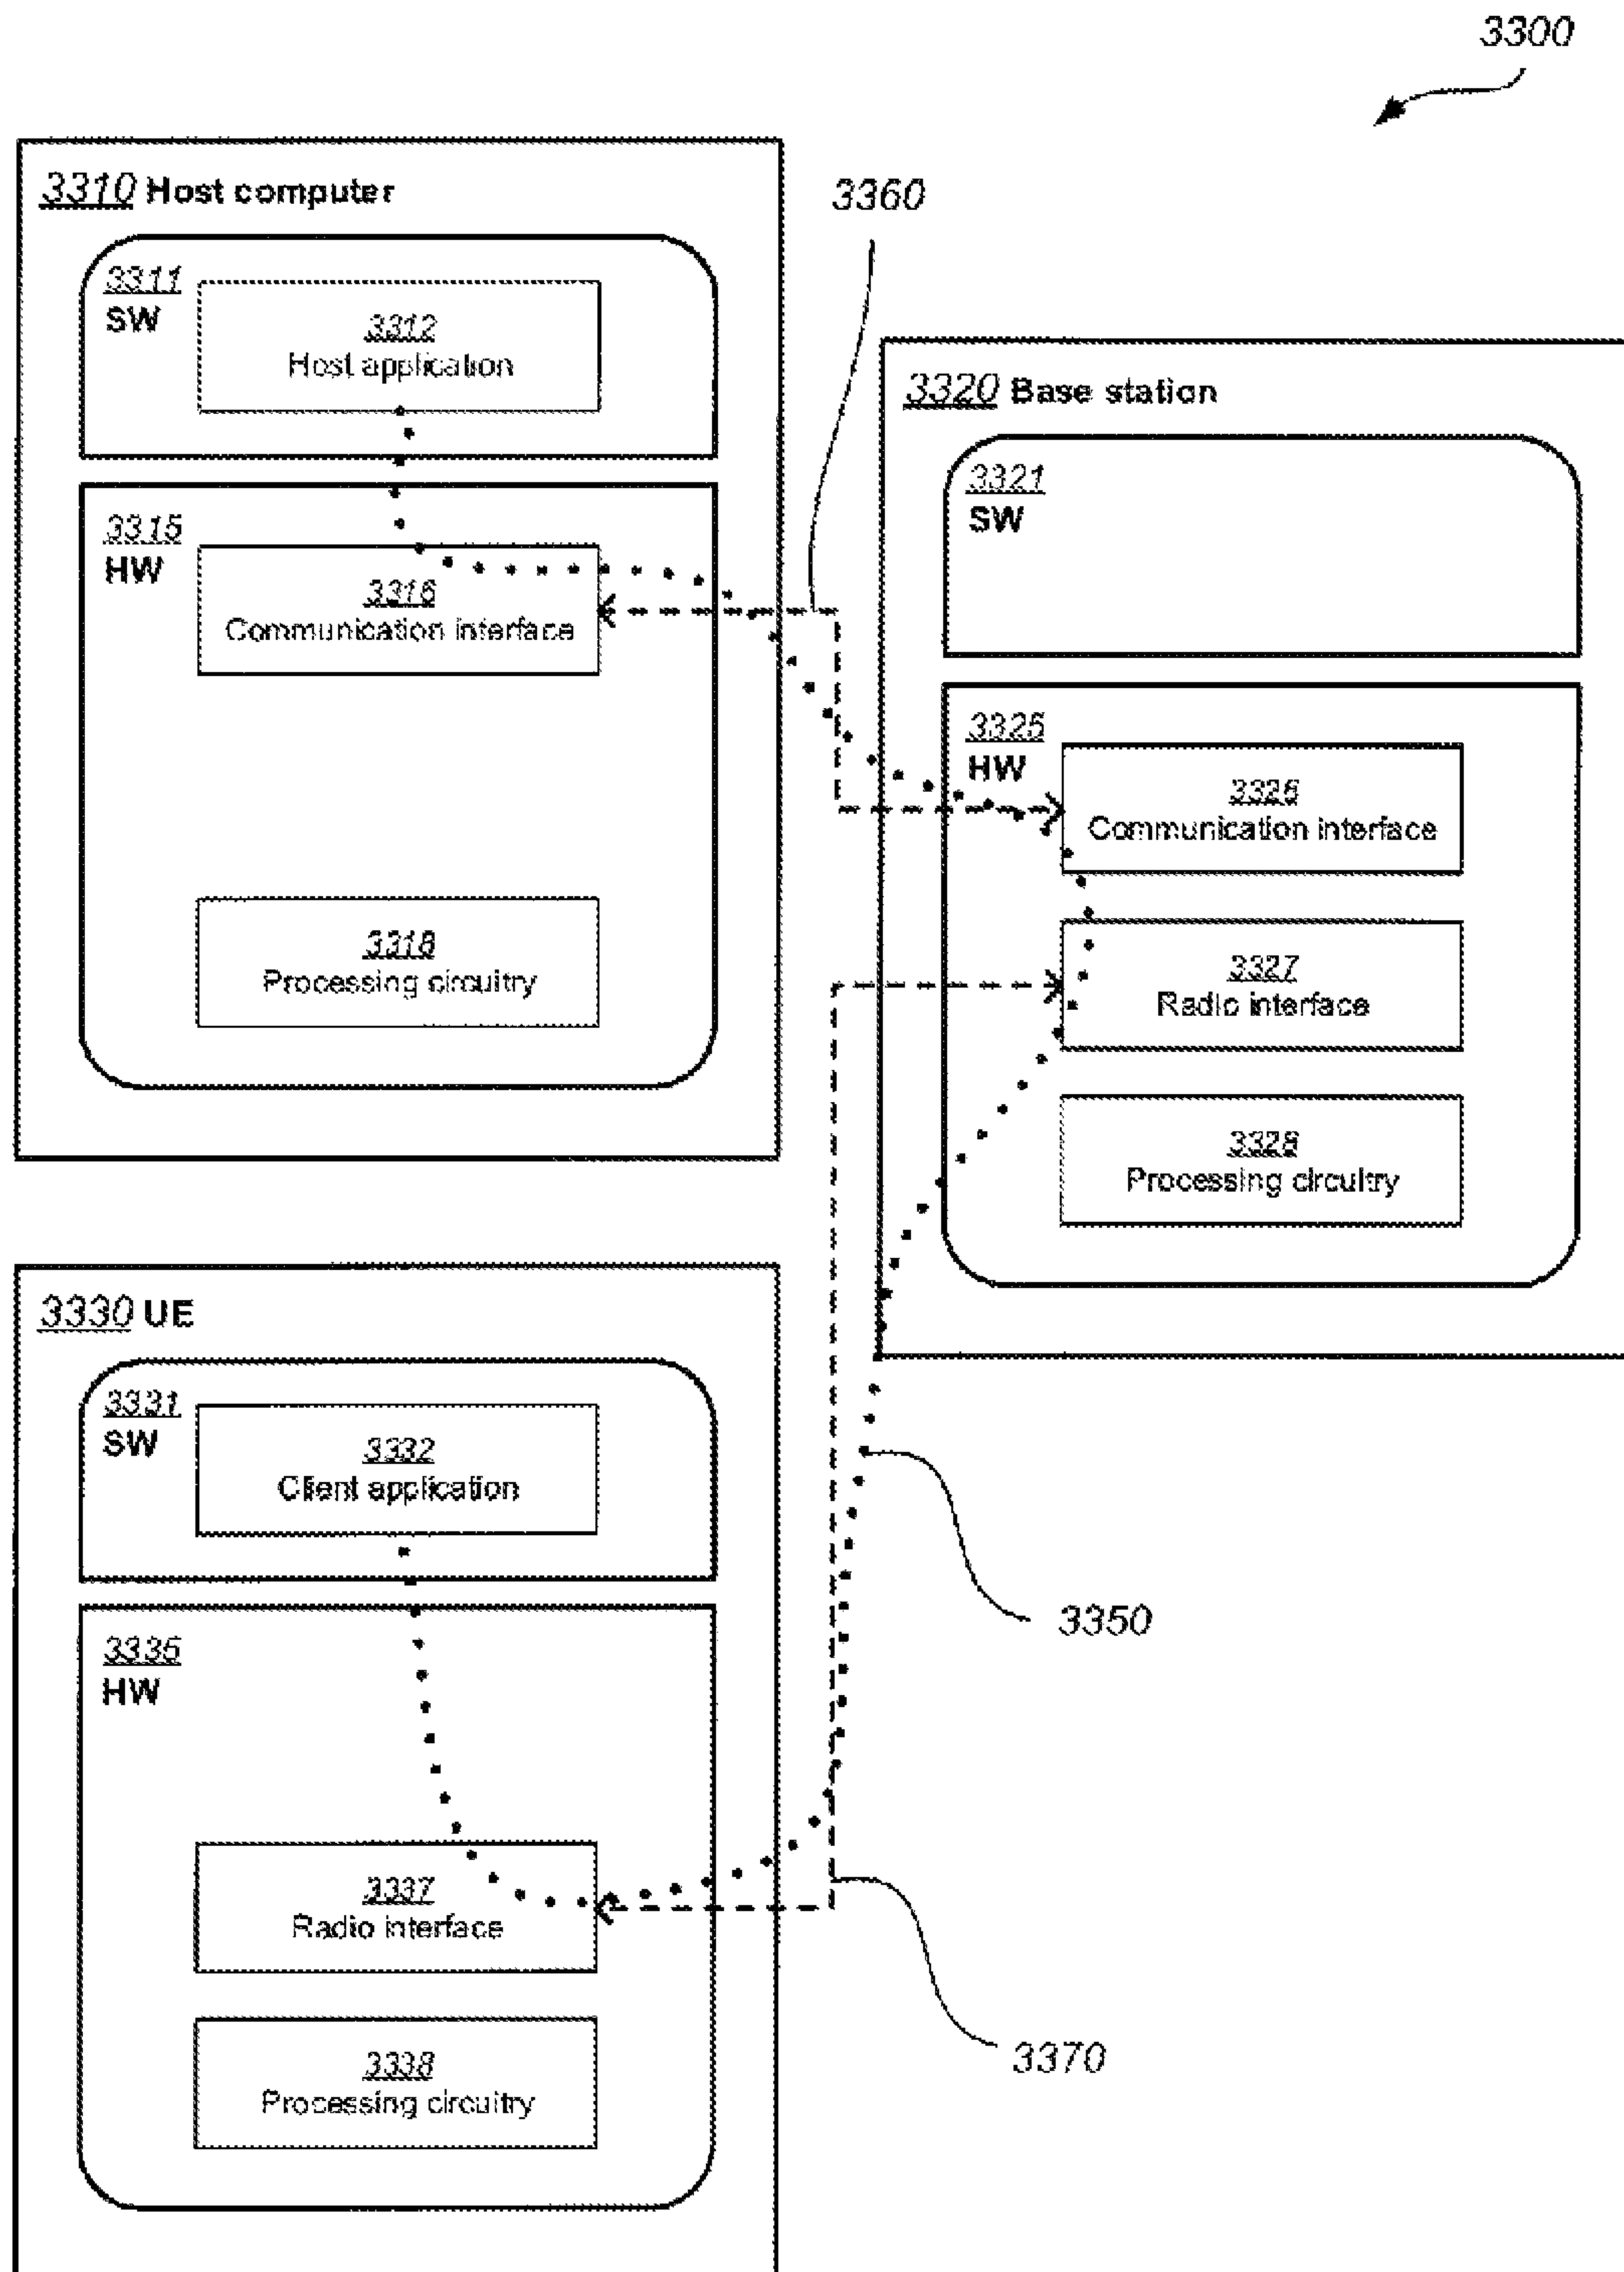 3300
3310 Host computer
3311
SW
3312
Host application
3315
HW
3316
Communication interface
3318
Processing circuitry
3360
3320 Base station
3321
SW
3325
HW
3326
Communication interface
3327
Radio interface
3328
Processing circuitry
3330 UE
3331
SW
3332
Client application
3335
HW
3337
Radio interface
3338
Processing circuitry
3350
3370